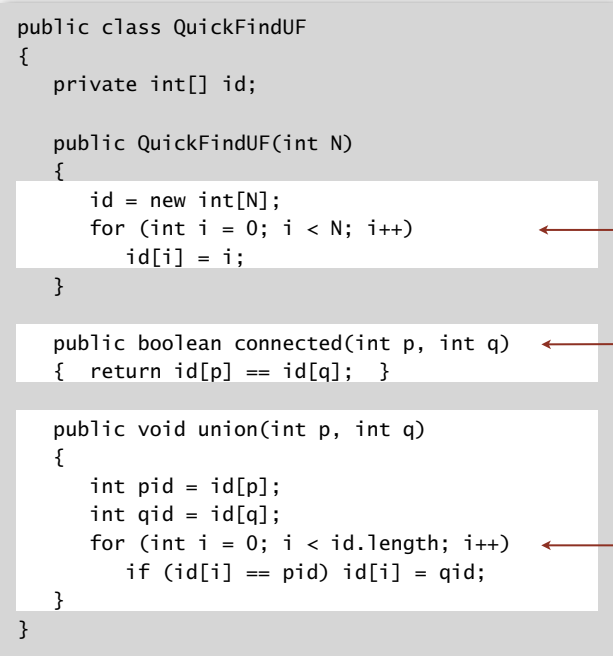 public class QuickFindUF
{
   private int[] id;

   public QuickFindUF(int N)
   {
      id = new int[N];
      for (int i = 0; i < N; i++)
         id[i] = i;
   }

   public boolean connected(int p, int q)
   {  return id[p] == id[q];  }

   public void union(int p, int q)
   {
      int pid = id[p];
      int qid = id[q];
      for (int i = 0; i < id.length; i++)
         if (id[i] == pid) id[i] = qid;
   }
}